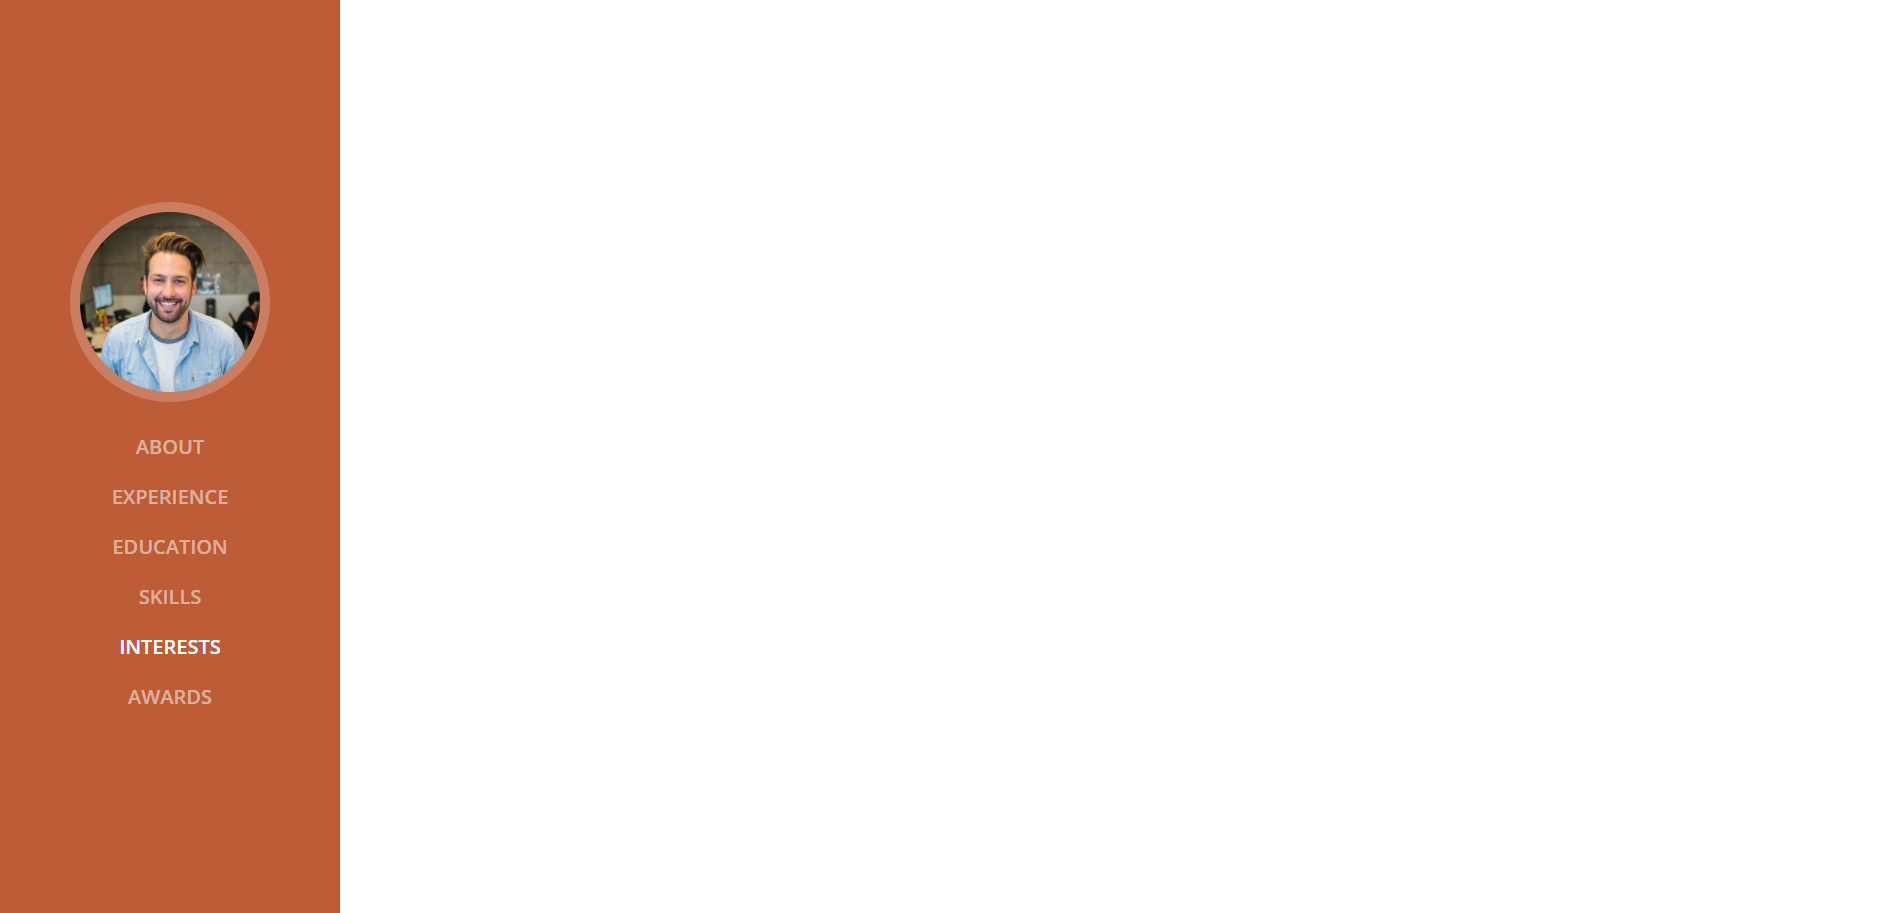 ABOUT
EXPERIENCE
EDUCATION
SKILLS
INTERESTS
AWARDS